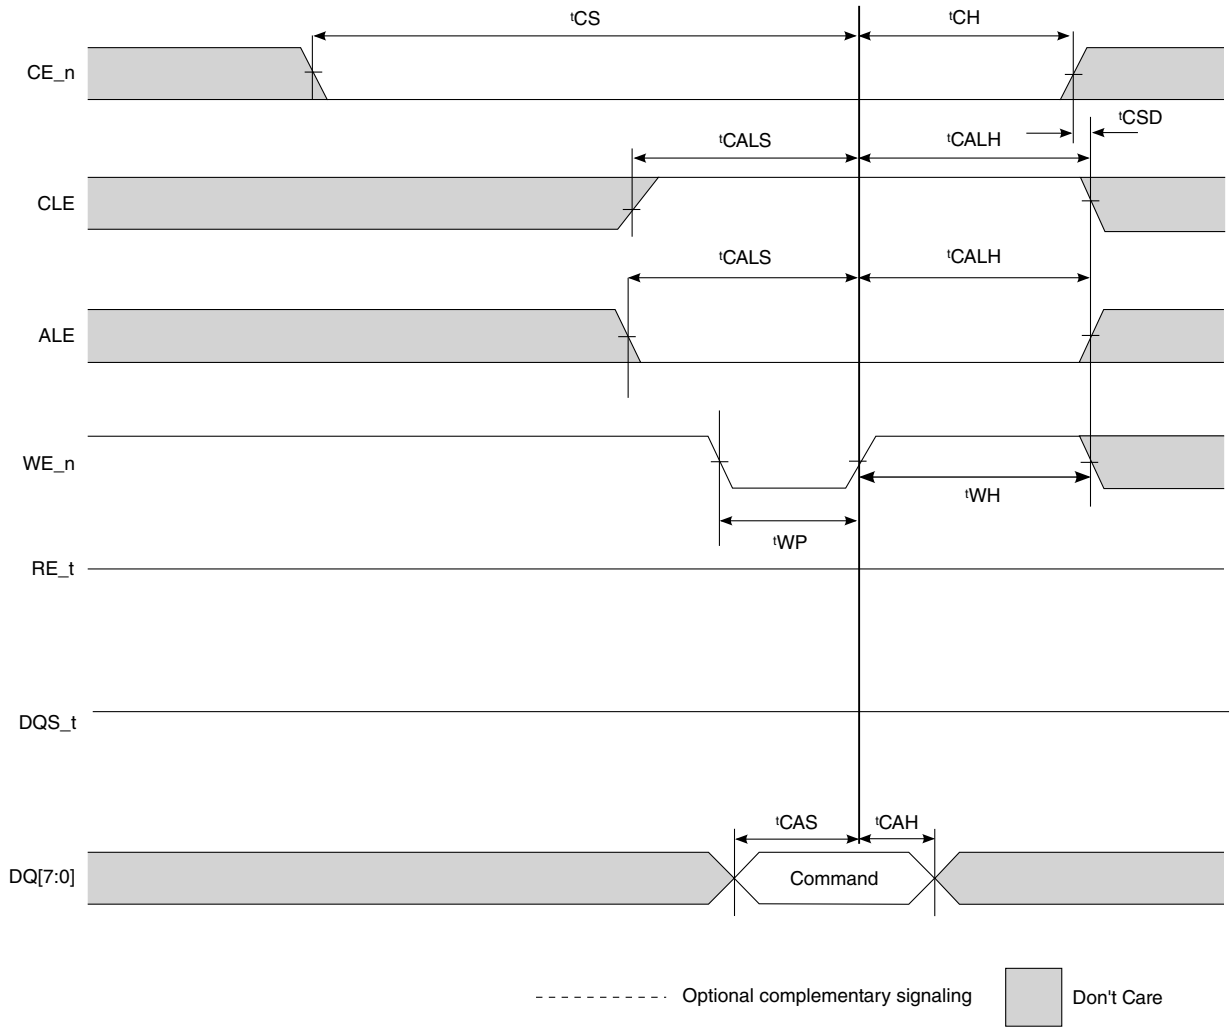 tCS
tCH
CE_n
tCSD
tCALS
tCALH
CLE
tCALS
tCALH
ALE
WE_n
tWH
tWP
RE_t
DQS_t
tCAS
tCAH
DQ[7:0]
Command
Optional complementary signaling
Don't Care